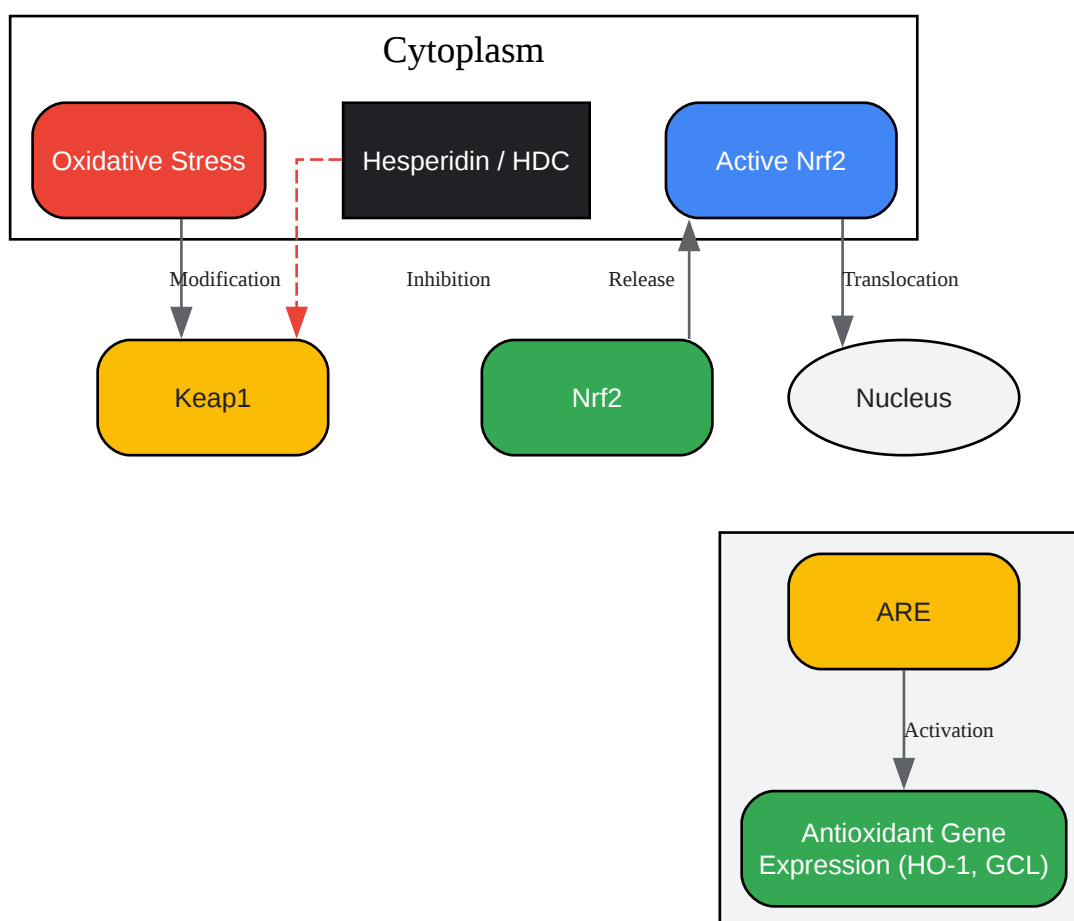 Cytoplasm
Oxidative Stress
Hesperidin / HDC
Active Nrf2
Modification
Inhibition
Release
Translocation
Keap1
Nrf2
Nucleus
ARE
Activation
Antioxidant Gene
Expression (HO-1, GCL)